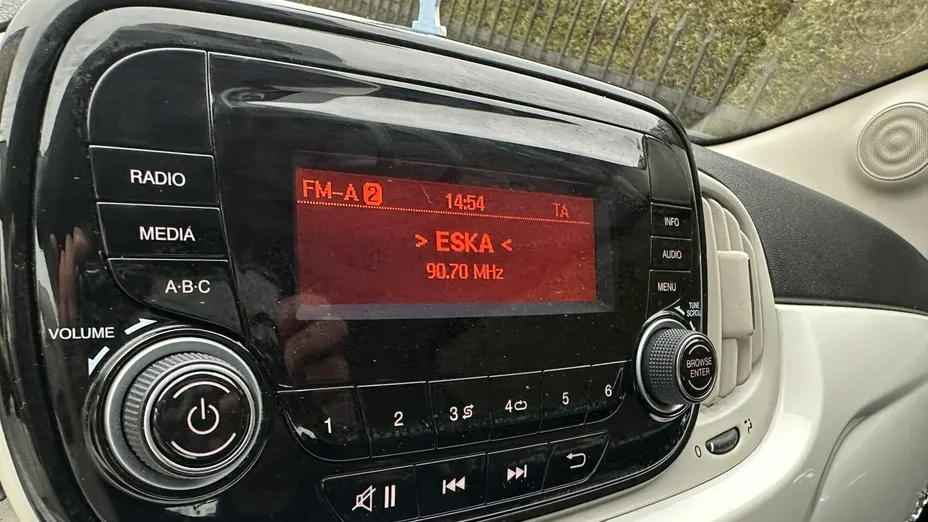 FM-A 2 14:54 TA
> ESKA <
90.70 MHz
RADIO
MEDIA
A·B·C
VOLUME
INFO
AUDIO
MENU
TUNE
SCROLL
BROWSE
ENTER
1 2 3 4 5 6
0